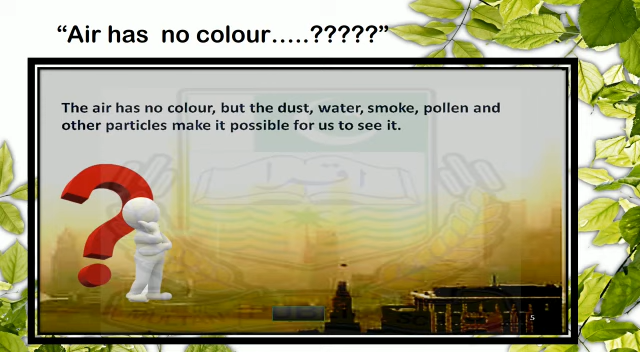 “Air has  no colour…..?????”
The air has no colour, but the dust, water, smoke, pollen and
other particles make it possible for us to see it.
اقرأ
5